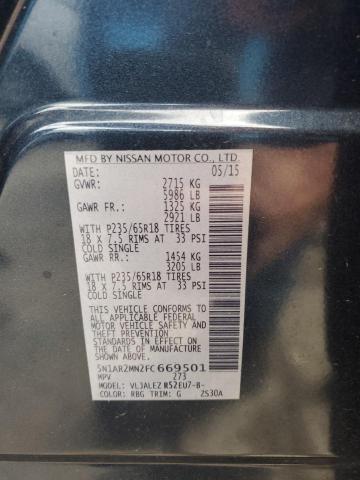 MFD BY NISSAN MOTOR CO., LTD.
DATE: 05/15
GVWR: 2715 KG
5986 LB
GAWR FR.: 1325 KG
2921 LB
WITH P235/65R18 TIRES
18 X 7.5 RIMS AT 33 PSI
COLD SINGLE
GAWR RR.: 1454 KG
3205 LB
WITH P235/65R18 TIRES
18 X 7.5 RIMS AT 33 PSI
COLD SINGLE
THIS VEHICLE CONFORMS TO
ALL APPLICABLE FEDERAL
MOTOR VEHICLE SAFETY
AND THEFT PREVENTION
STANDARDS IN EFFECT ON
THE DATE OF MANUFACTURE
SHOWN ABOVE.
5N1AR2MN2FC669501
MPV 273
MODEL: VLJALEZ R52EU7-B-
COLOR: RBG TRIM: G ZS30A